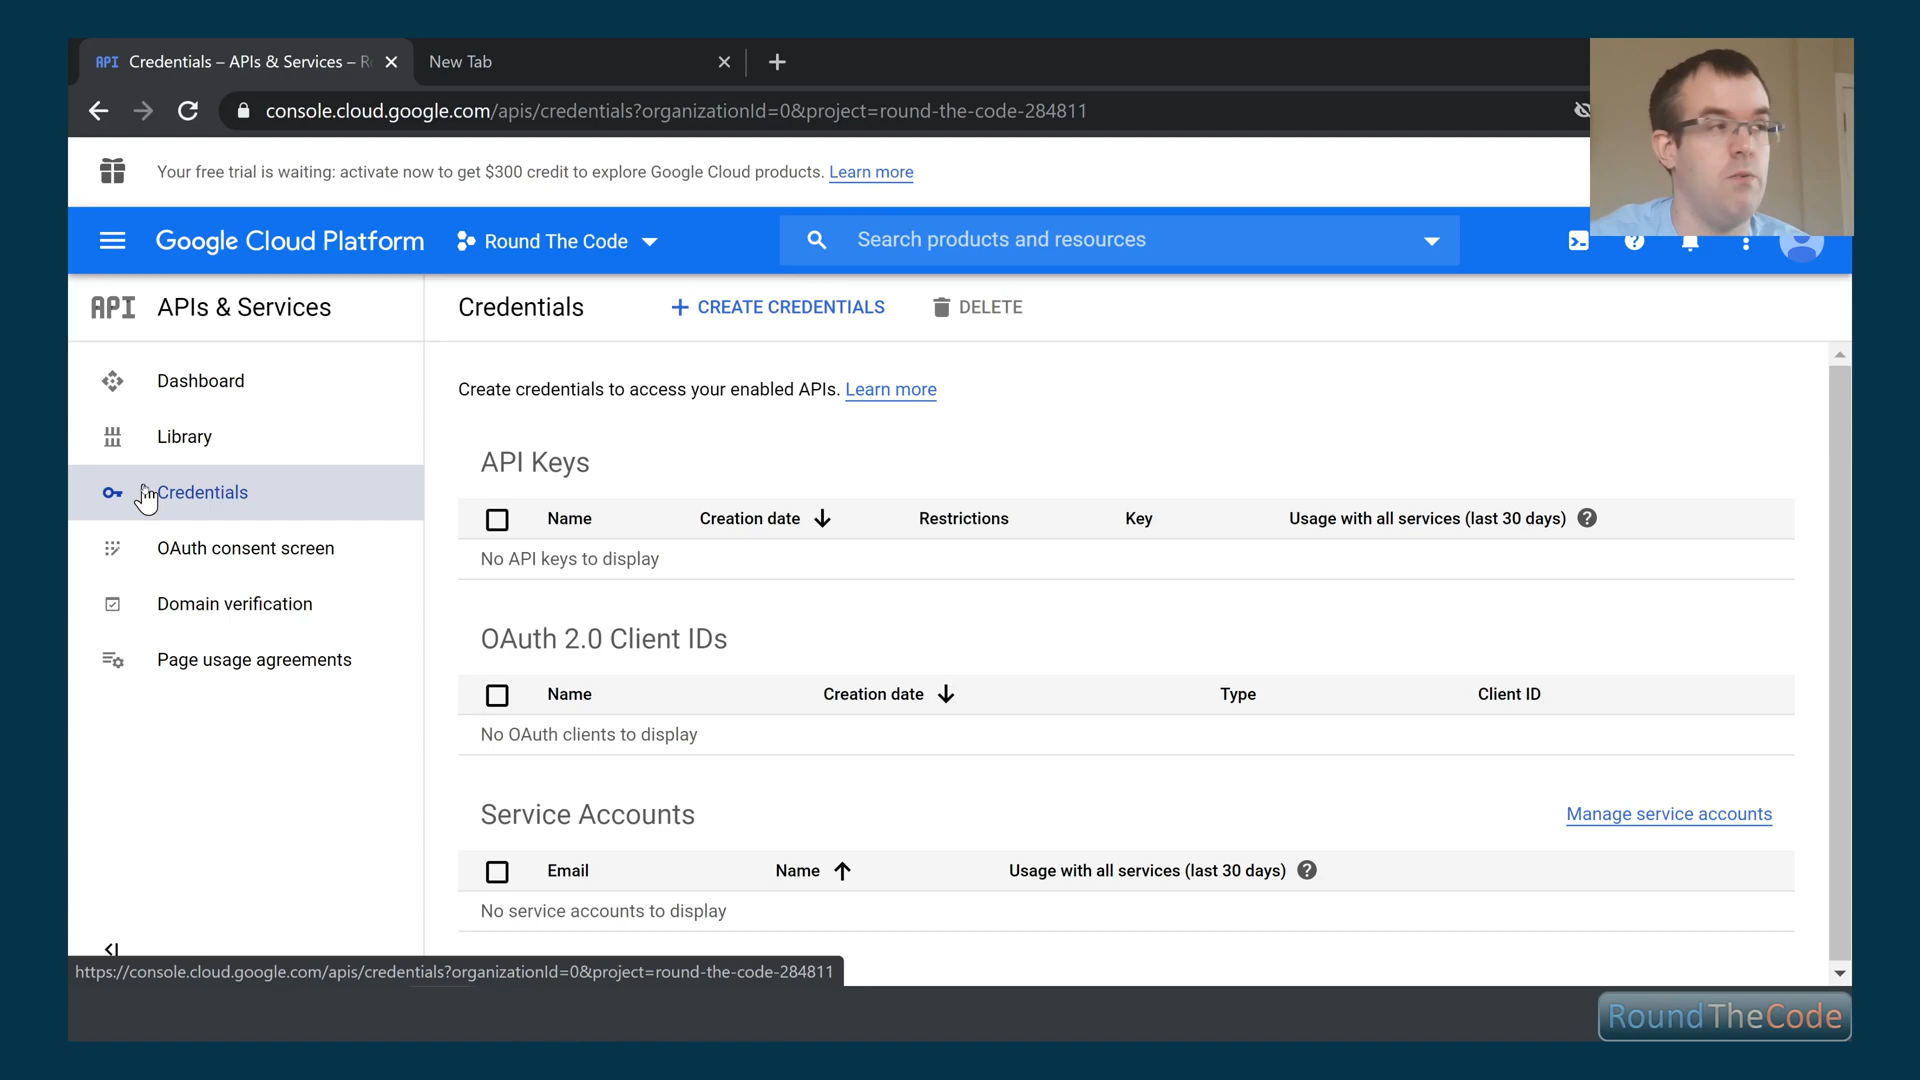 API Credentials – APIs & Services – R
New Tab
console.cloud.google.com/apis/credentials?organizationId=0&project=round-the-code-284811
Your free trial is waiting: activate now to get $300 credit to explore Google Cloud products. Learn more
Google Cloud Platform
Round The Code
Search products and resources
API APIs & Services
Credentials
+ CREATE CREDENTIALS
DELETE
Dashboard
Library
Credentials
OAuth consent screen
Domain verification
Page usage agreements
Create credentials to access your enabled APIs. Learn more
API Keys
Name Creation date Restrictions Key Usage with all services (last 30 days)
No API keys to display
OAuth 2.0 Client IDs
Name Creation date Type Client ID
No OAuth clients to display
Service Accounts
Manage service accounts
Email Name Usage with all services (last 30 days)
No service accounts to display
https://console.cloud.google.com/apis/credentials?organizationId=0&project=round-the-code-284811
RoundTheCode